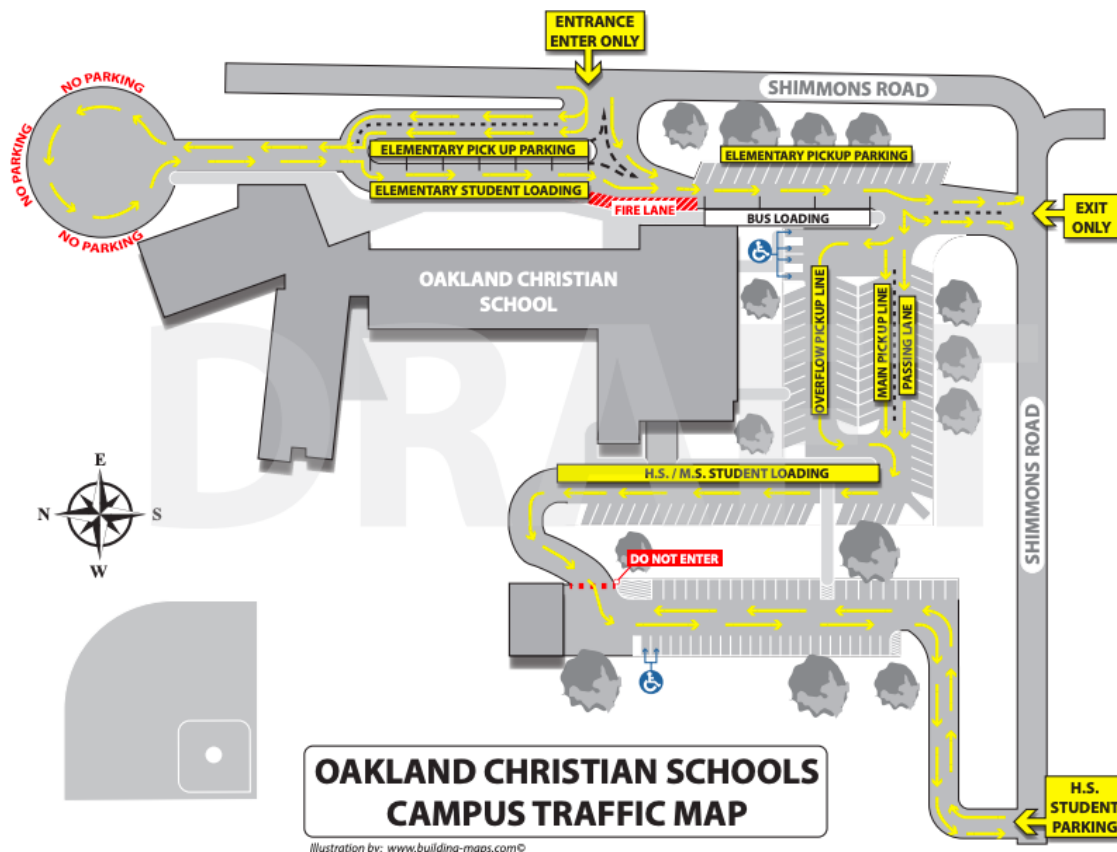 ENTRANCE
ENTER ONLY
SHIMMONS ROAD
NO PARKING
NO PARKING
NO PARKING
NO PARKING
ELEMENTARY PICK UP PARKING
ELEMENTARY PICKUP PARKING
ELEMENTARY STUDENT LOADING
FIRE LANE
BUS LOADING
EXIT
ONLY
OAKLAND CHRISTIAN
SCHOOL
OVERFLOW PICKUP LINE
MAIN PICK UP LINE
PASSING LANE
SHIMMONS ROAD
DRAFT
H.S. / M.S. STUDENT LOADING
E
N
S
W
DO NOT ENTER
H.S.
STUDENT
PARKING
OAKLAND CHRISTIAN SCHOOLS
CAMPUS TRAFFIC MAP
Illustration by: www.building-maps.com©